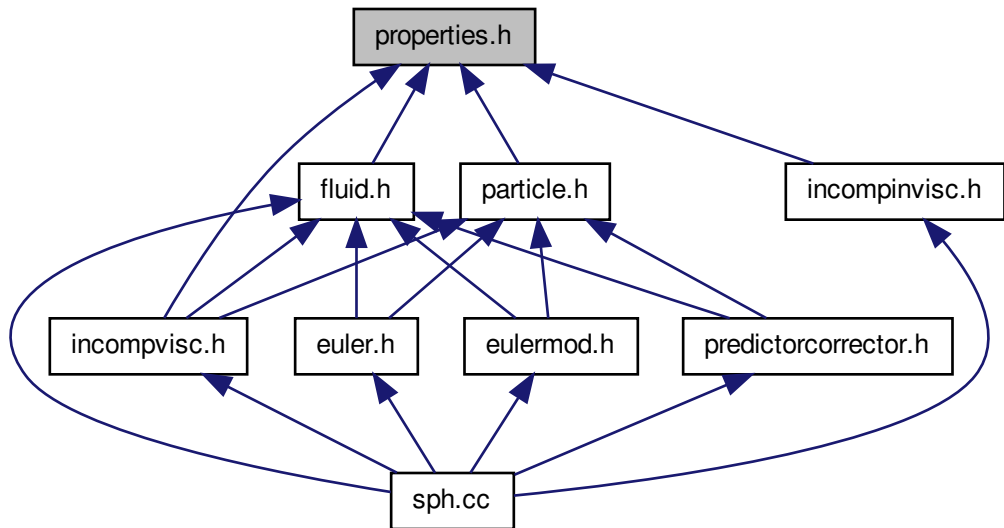 properties.h
fluid.h
particle.h
incompinvisc.h
incompvisc.h
euler.h
eulermod.h
predictorcorrector.h
sph.cc